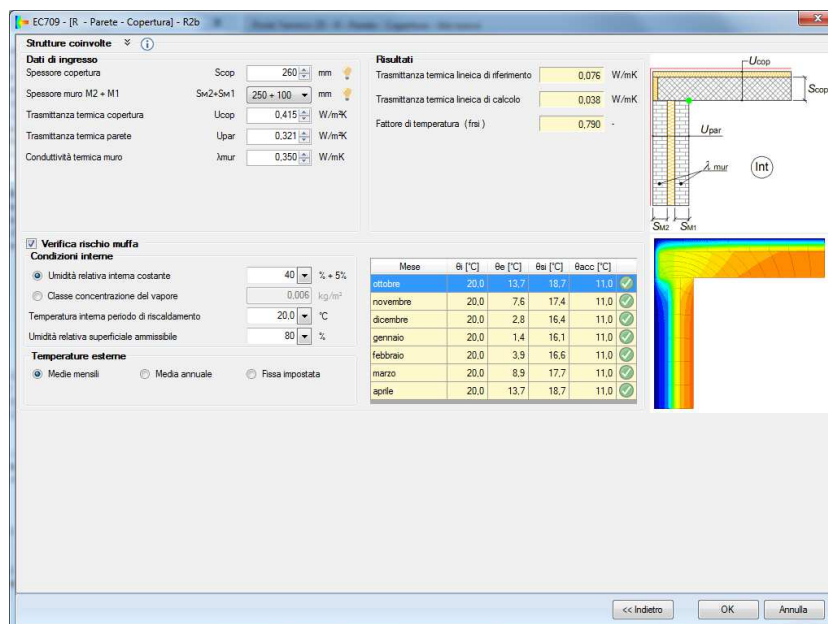 EC709 - [R - Parete - Copertura] - R2b
Strutture coinvolte
Dati di ingresso
Spessore copertura Scop 260 mm
Spessore muro M2 + M1 SM2+SM1 250 + 100 mm
Trasmittanza termica copertura Ucop 0,415 W/m²K
Trasmittanza termica parete Upar 0,321 W/m²K
Conduttività termica muro λmur 0,350 W/mK
Risultati
Trasmittanza termica lineica di riferimento 0,076 W/mK
Trasmittanza termica lineica di calcolo 0,038 W/mK
Fattore di temperatura ( frsi ) 0,790 -
Ucop
Scop
Upar
λ mur
Int
SM2 SM1
Verifica rischio muffa
Condizioni interne
Umidità relativa interna costante 40 % + 5%
Classe concentrazione del vapore 0,006 kg/m³
Temperatura interna periodo di riscaldamento 20,0 °C
Umidità relativa superficiale ammissibile 80 %
Temperature esterne
Medie mensili Media annuale Fissa impostata
Mese θi [°C] θe [°C] θsi [°C] θacc [°C]
ottobre 20,0 13,7 18,7 11,0
novembre 20,0 7,6 17,4 11,0
dicembre 20,0 2,8 16,4 11,0
gennaio 20,0 1,4 16,1 11,0
febbraio 20,0 3,9 16,6 11,0
marzo 20,0 8,9 17,7 11,0
aprile 20,0 13,7 18,7 11,0
<< Indietro OK Annulla